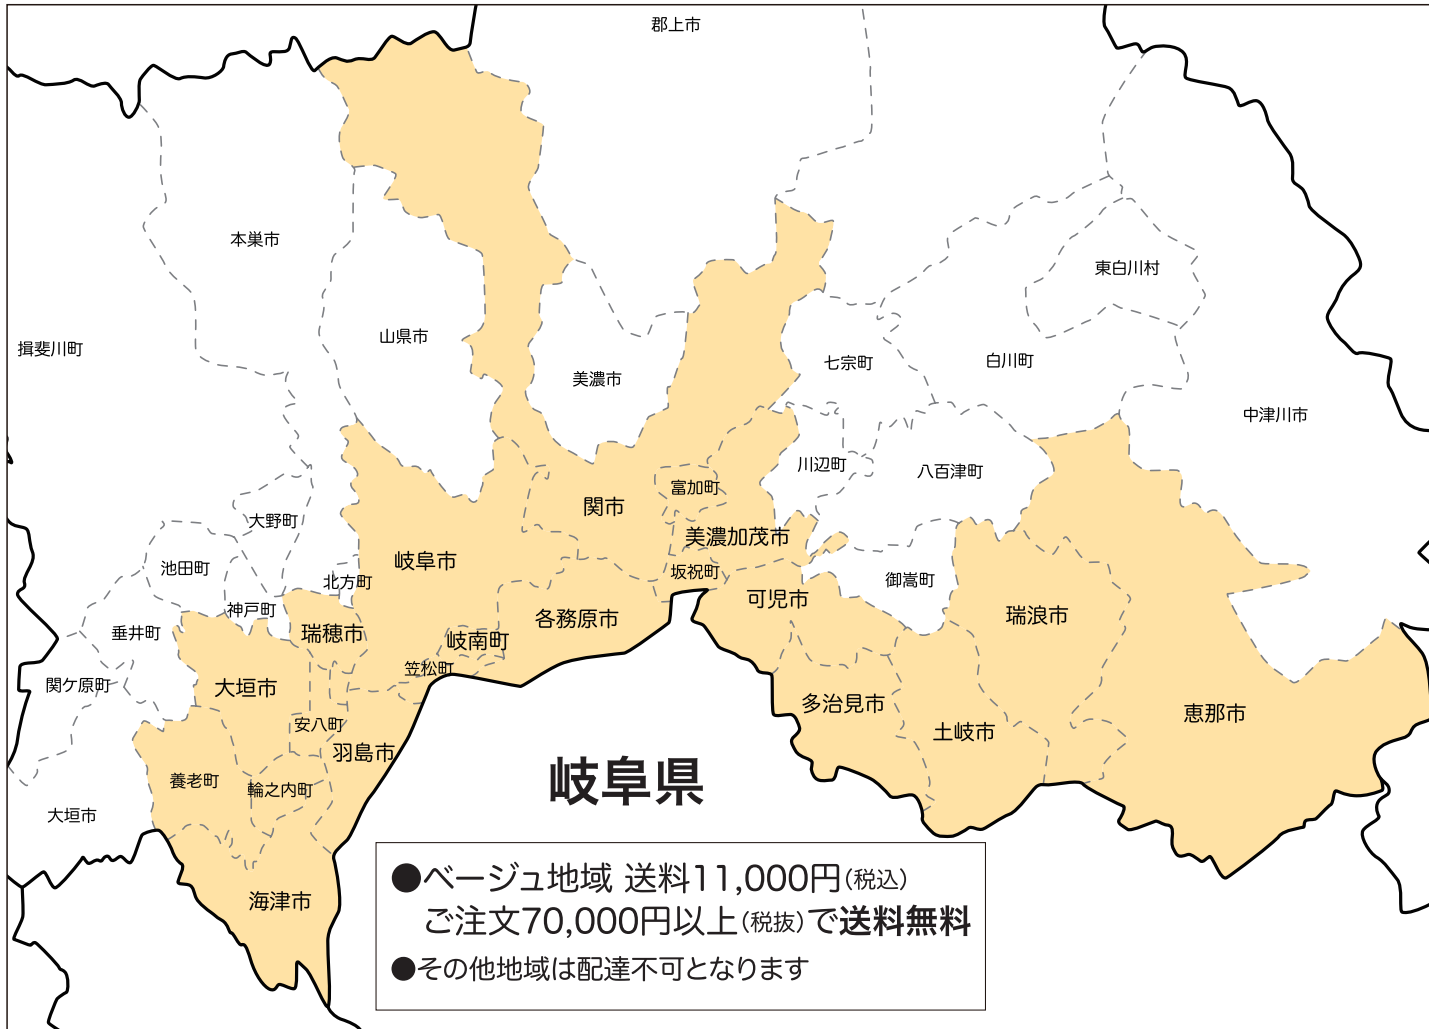 郡上市
本巣市
東白川村
山県市
揖斐川町
七宗町
白川町
美濃市
中津川市
川辺町
八百津町
富加町
関市
大野町
美濃加茂市
岐阜市
池田町
坂祝町
北方町
御嵩町
可児市
神戸町
瑞浪市
各務原市
垂井町
瑞穂市
岐南町
笠松町
関ケ原町
大垣市
多治見市
恵那市
安八町
土岐市
羽島市
養老町
輪之内町
岐阜県
大垣市
海津市
●ベージュ地域 送料11,000円(税込)
ご注文70,000円以上(税抜)で送料無料
●その他地域は配達不可となります